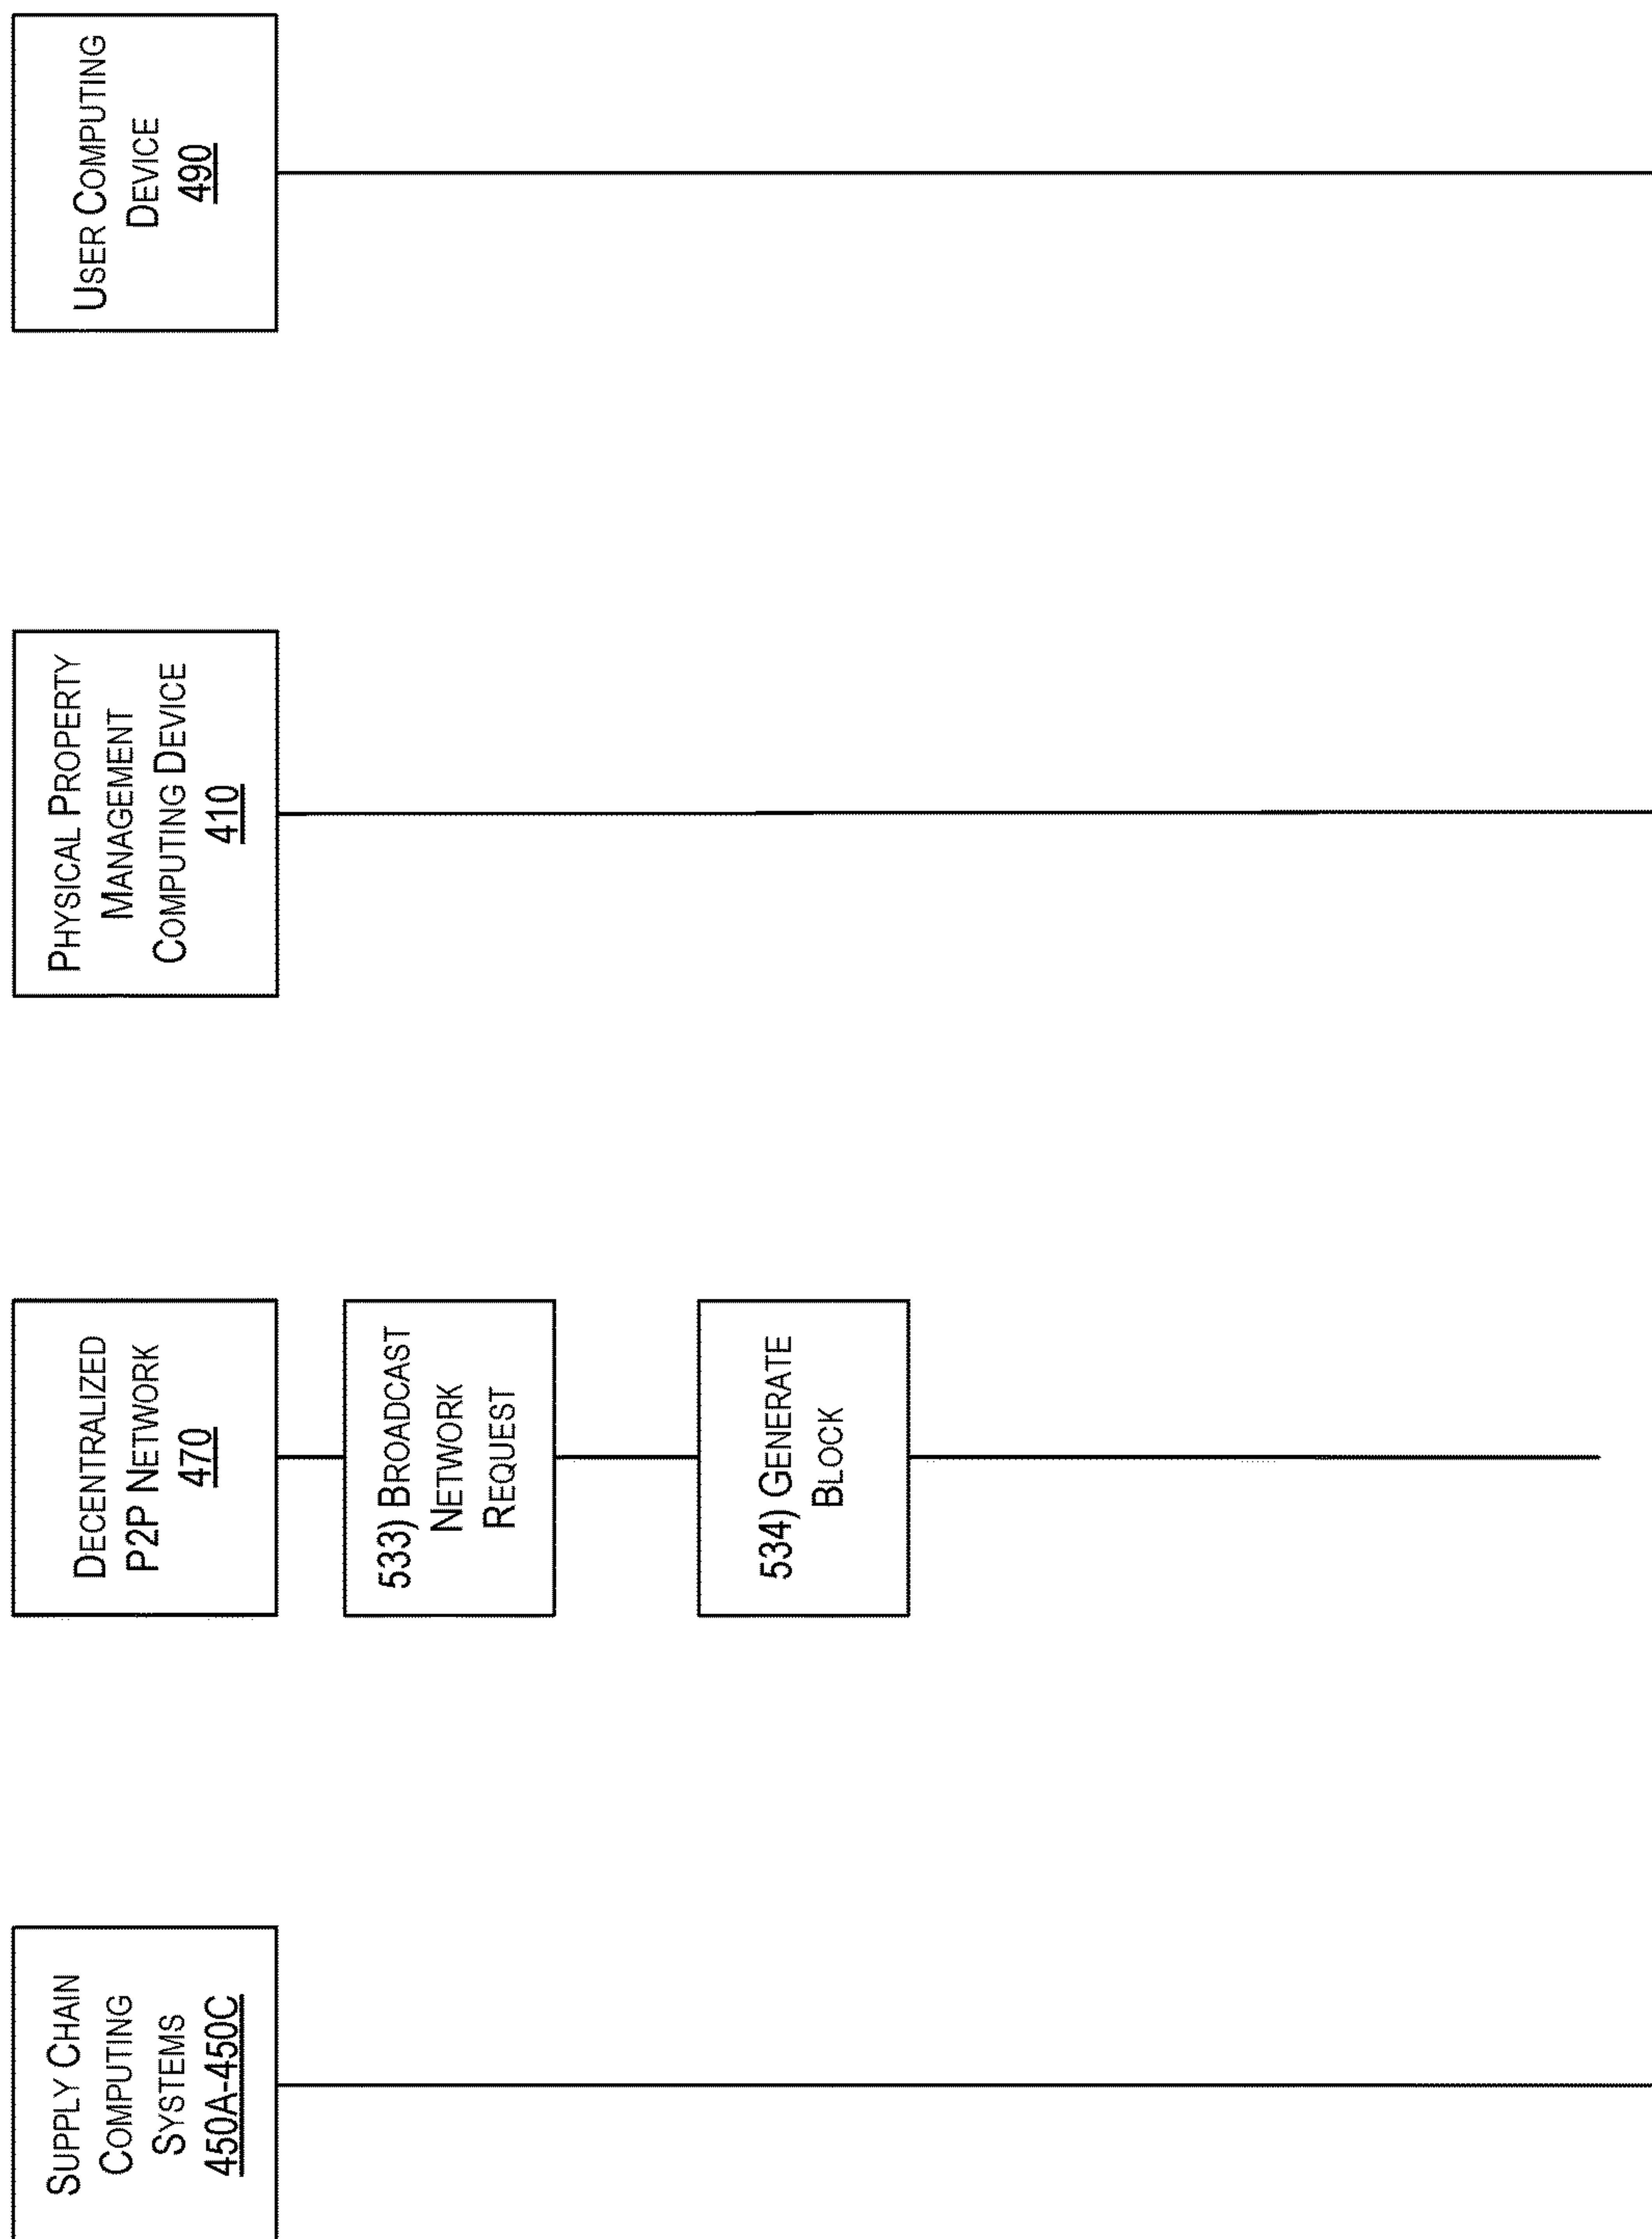 SUPPLY CHAIN
COMPUTING
SYSTEMS
450A-450C
DECENTRALIZED
P2P NETWORK
470
533) BROADCAST
NETWORK
REQUEST
534) GENERATE
BLOCK
PHYSICAL PROPERTY
MANAGEMENT
COMPUTING DEVICE
410
USER COMPUTING
DEVICE
490